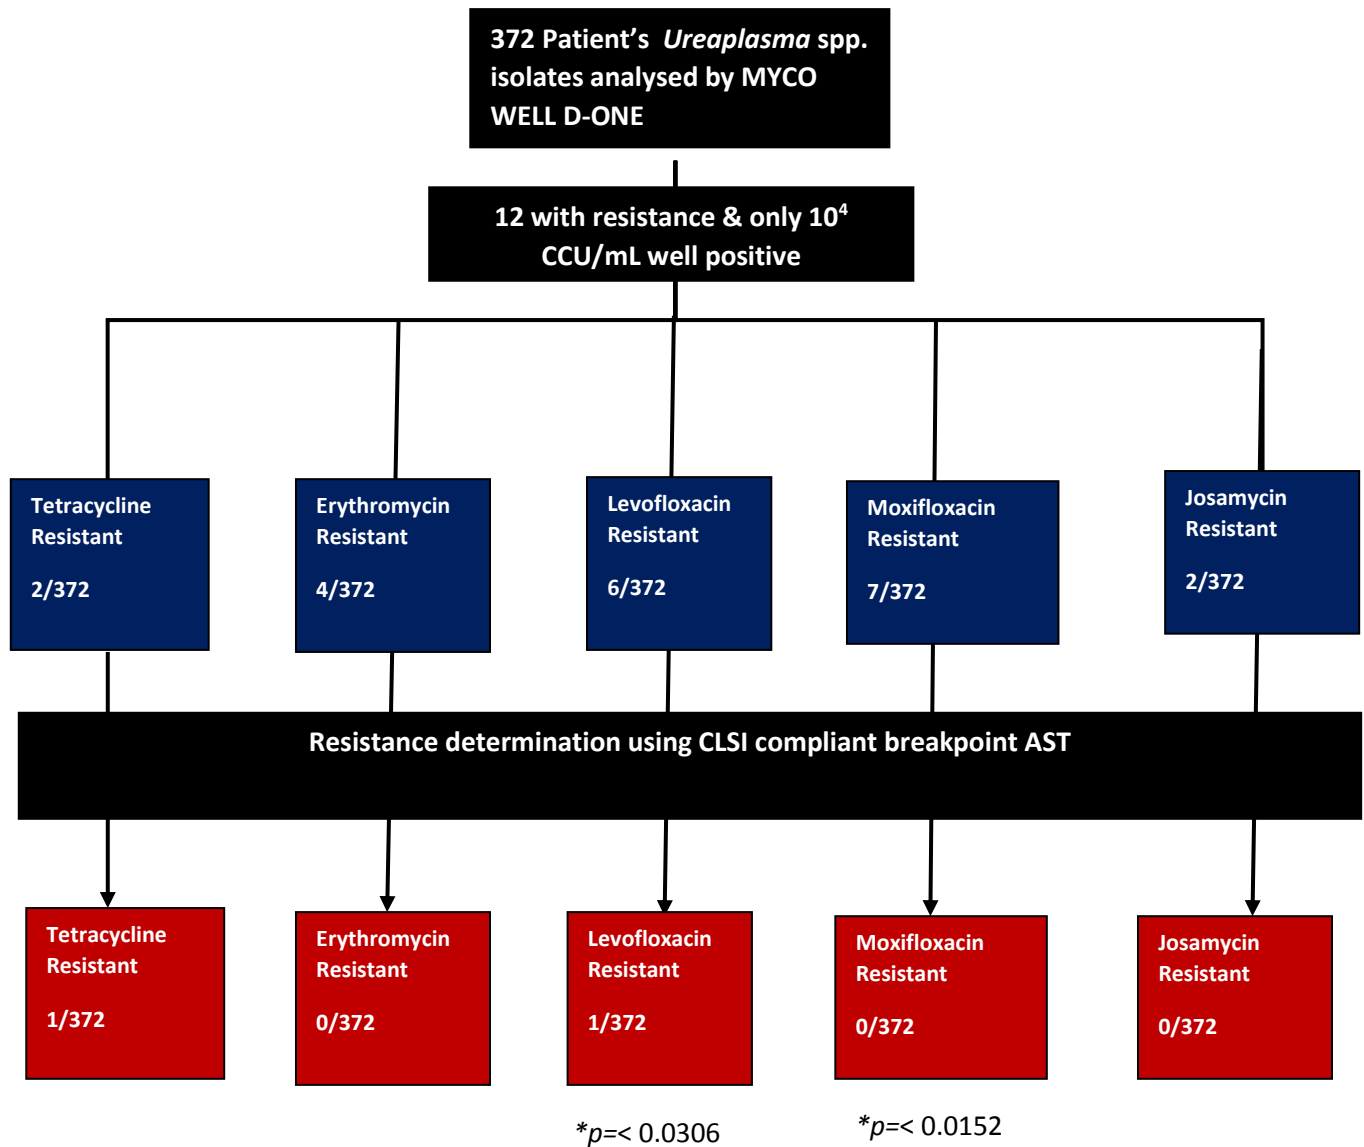 372 Patient's Ureaplasma spp.
isolates analysed by MYCO
WELL D-ONE
12 with resistance & only 10⁴
CCU/mL well positive
Tetracycline
Resistant
2/372
Erythromycin
Resistant
4/372
Levofloxacin
Resistant
6/372
Moxifloxacin
Resistant
7/372
Josamycin
Resistant
2/372
Resistance determination using CLSI compliant breakpoint AST
Tetracycline
Resistant
1/372
Erythromycin
Resistant
0/372
Levofloxacin
Resistant
1/372
Moxifloxacin
Resistant
0/372
Josamycin
Resistant
0/372
*p=< 0.0306
*p=< 0.0152